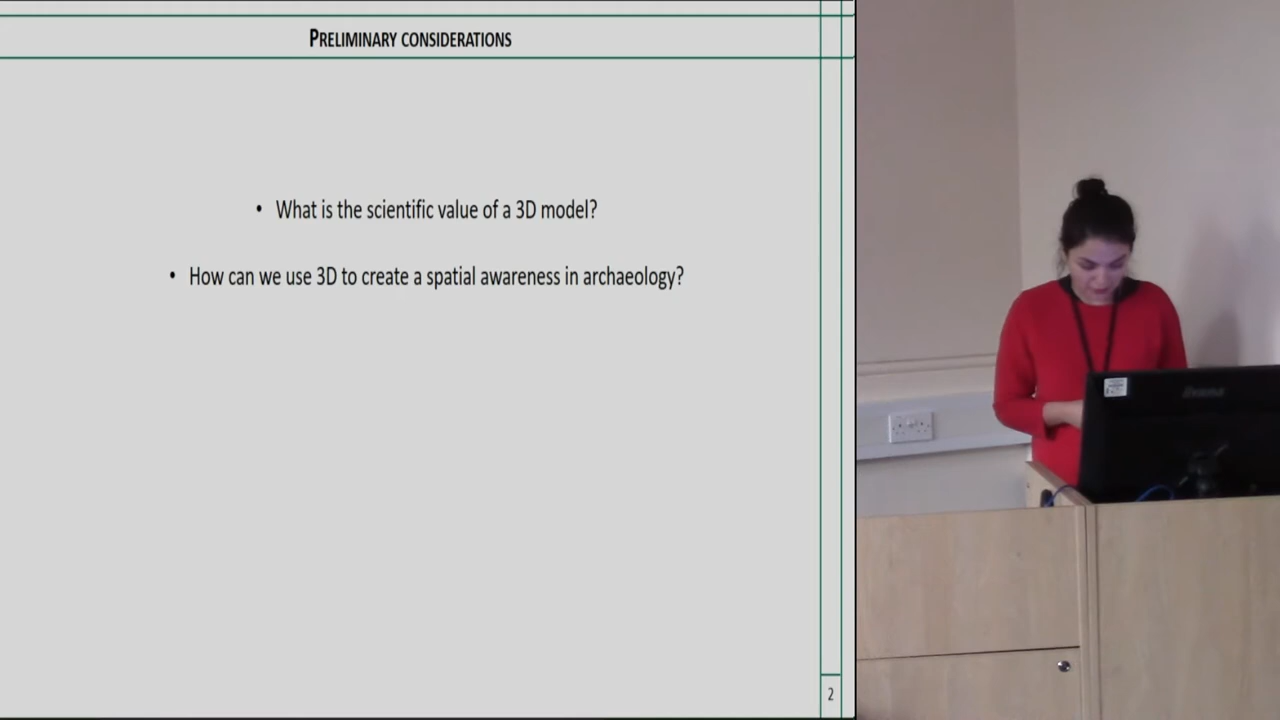 PRELIMINARY CONSIDERATIONS
• What is the scientific value of a 3D model?
• How can we use 3D to create a spatial awareness in archaeology?
2